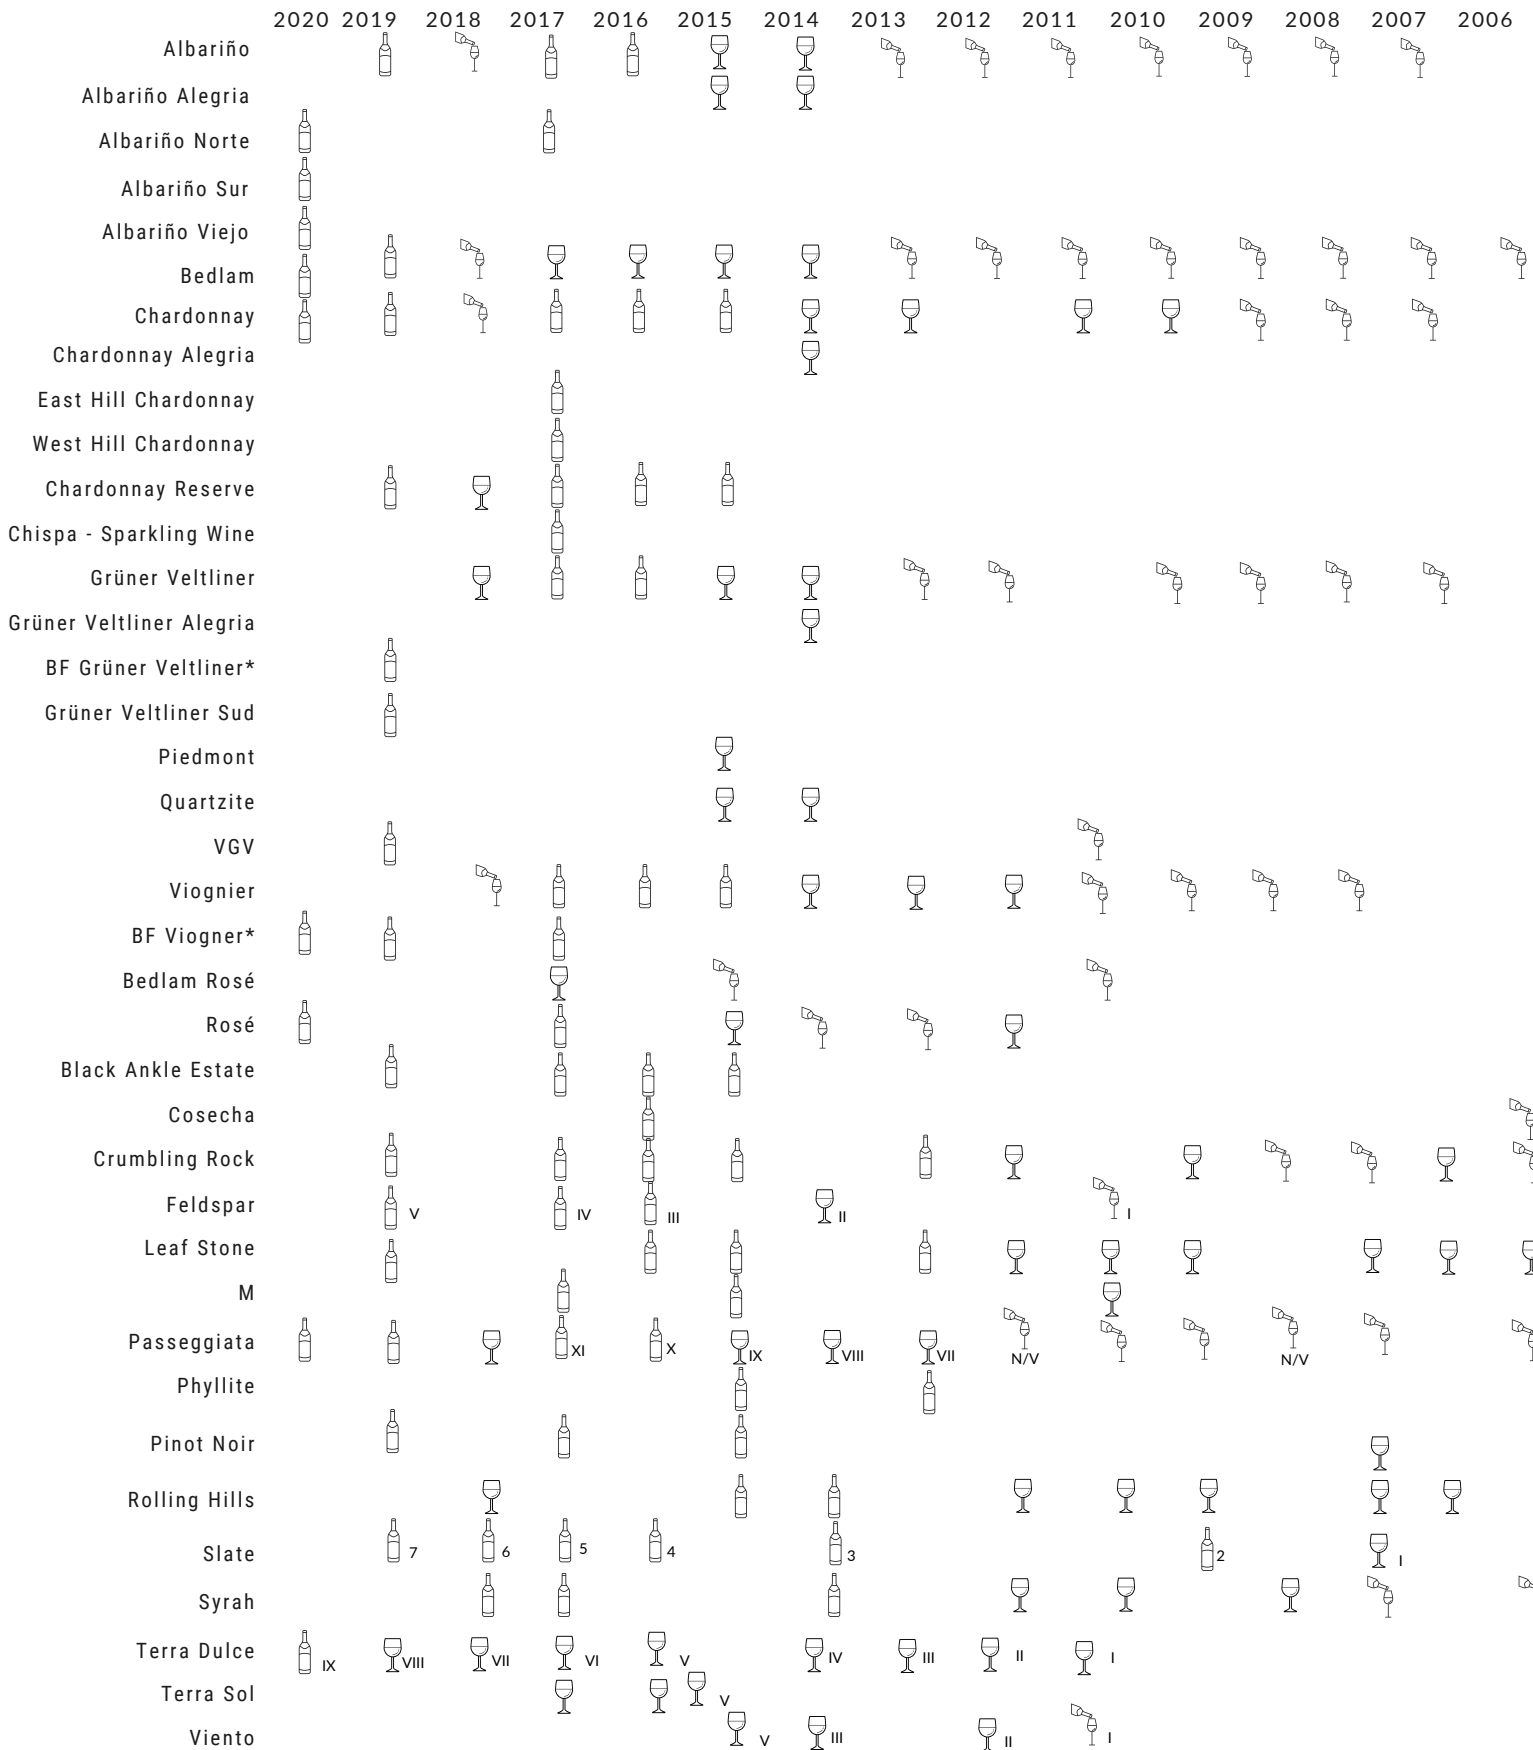 2020 2019 2018 2017 2016 2015 2014 2013 2012 2011 2010 2009 2008 2007 2006
Albariño
Albariño Alegria
Albariño Norte
Albariño Sur
Albariño Viejo
Bedlam
Chardonnay
Chardonnay Alegria
East Hill Chardonnay
West Hill Chardonnay
Chardonnay Reserve
Chispa - Sparkling Wine
Grüner Veltliner
Grüner Veltliner Alegria
BF Grüner Veltliner*
Grüner Veltliner Sud
Piedmont
Quartzite
VGV
Viognier
BF Viogner*
Bedlam Rosé
Rosé
Black Ankle Estate
Cosecha
Crumbling Rock
Feldspar V IV III II I
Leaf Stone
M
Passeggiata XI X IX VIII VII N/V N/V
Phyllite
Pinot Noir
Rolling Hills
Slate 7 6 5 4 3 2 I
Syrah
Terra Dulce IX VIII VII VI V IV III II I
Terra Sol V
Viento V III II I